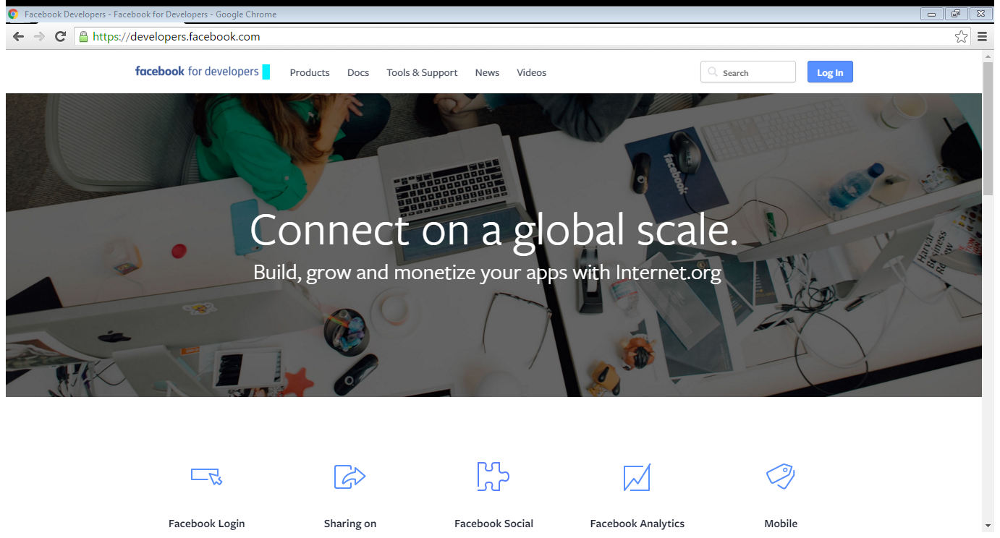 Facebook Developers - Facebook for Developers - Google Chrome
https://developers.facebook.com
facebook for developers Products Docs Tools & Support News Videos Search Log In
facebook
Connect on a global scale.
Build, grow and monetize your apps with Internet.org
Harvard
Business
Facebook Login Sharing on Facebook Social Facebook Analytics Mobile